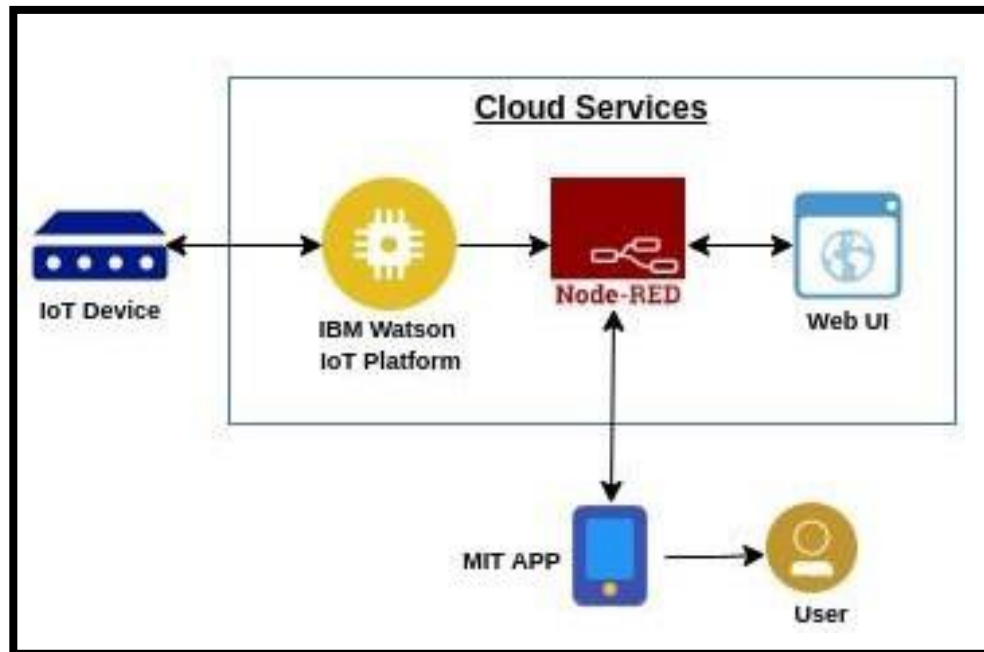 Cloud Services
IoT Device
IBM Watson
IoT Platform
Node-RED
Web UI
MIT APP
User